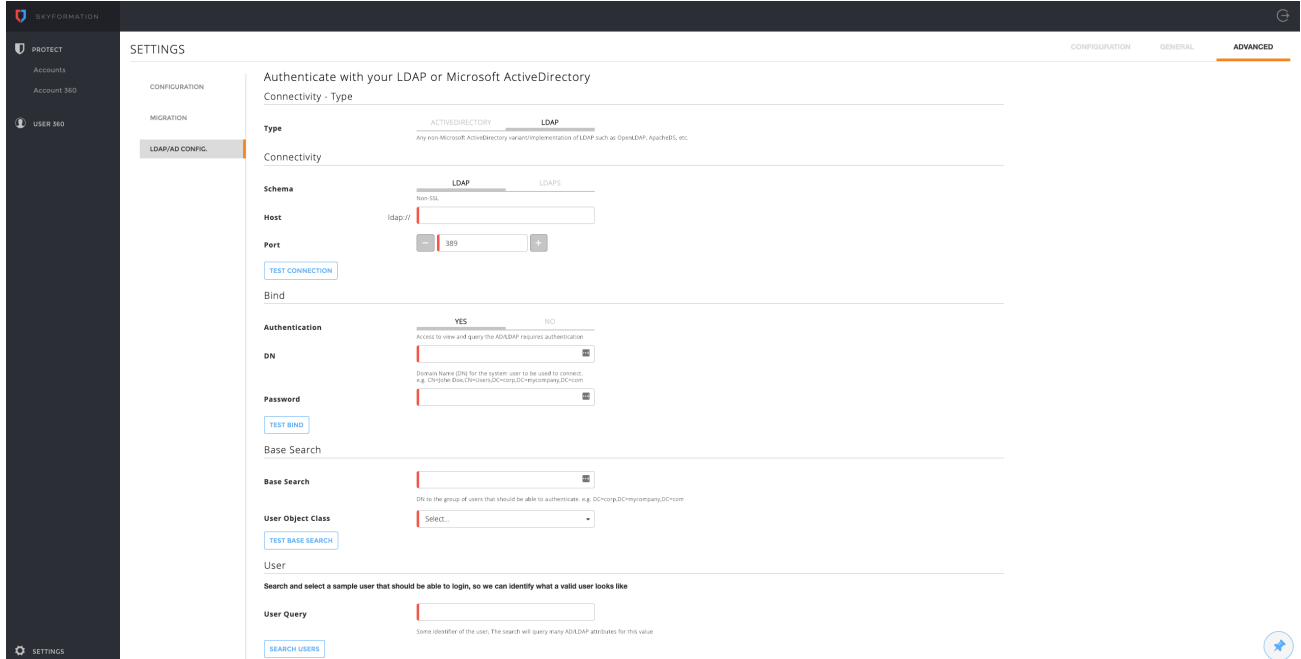 SKYFORMATION
PROTECT
Accounts
Account 360
USER 360
SETTINGS
SETTINGS
CONFIGURATION GENERAL ADVANCED
CONFIGURATION
MIGRATION
LDAP/AD CONFIG.
Authenticate with your LDAP or Microsoft ActiveDirectory
Connectivity - Type
Type ACTIVEDIRECTORY LDAP
Any non-Microsoft ActiveDirectory variant/implementation of LDAP such as OpenLDAP, ApacheDS, etc.
Connectivity
Schema LDAP LDAPS
Non-SSL
Host ldap://
Port − 389 +
TEST CONNECTION
Bind
Authentication YES NO
Access to view and query the AD/LDAP requires authentication
DN
Domain Name (DN) for the system user to be used to connect.
e.g. CN=John Doe,CN=Users,DC=corp,DC=mycompany,DC=com
Password
TEST BIND
Base Search
Base Search
DN to the group of users that should be able to authenticate. e.g. DC=corp,DC=mycompany,DC=com
User Object Class Select...
TEST BASE SEARCH
User
Search and select a sample user that should be able to login, so we can identify what a valid user looks like
User Query
Some identifier of the user. The search will query many AD/LDAP attributes for this value
SEARCH USERS